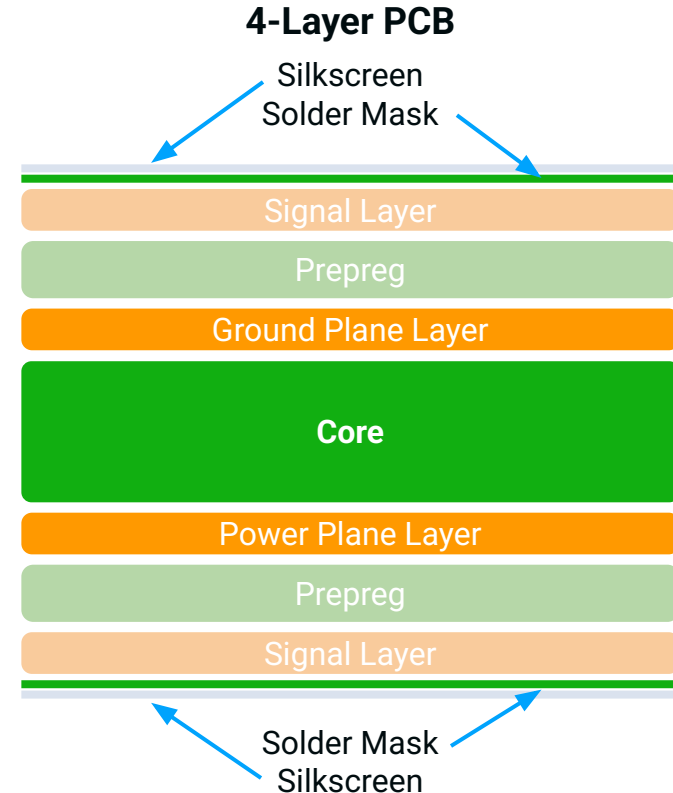 4-Layer PCB
Silkscreen
Solder Mask
Signal Layer
Prepreg
Ground Plane Layer
Core
Power Plane Layer
Prepreg
Signal Layer
Solder Mask
Silkscreen